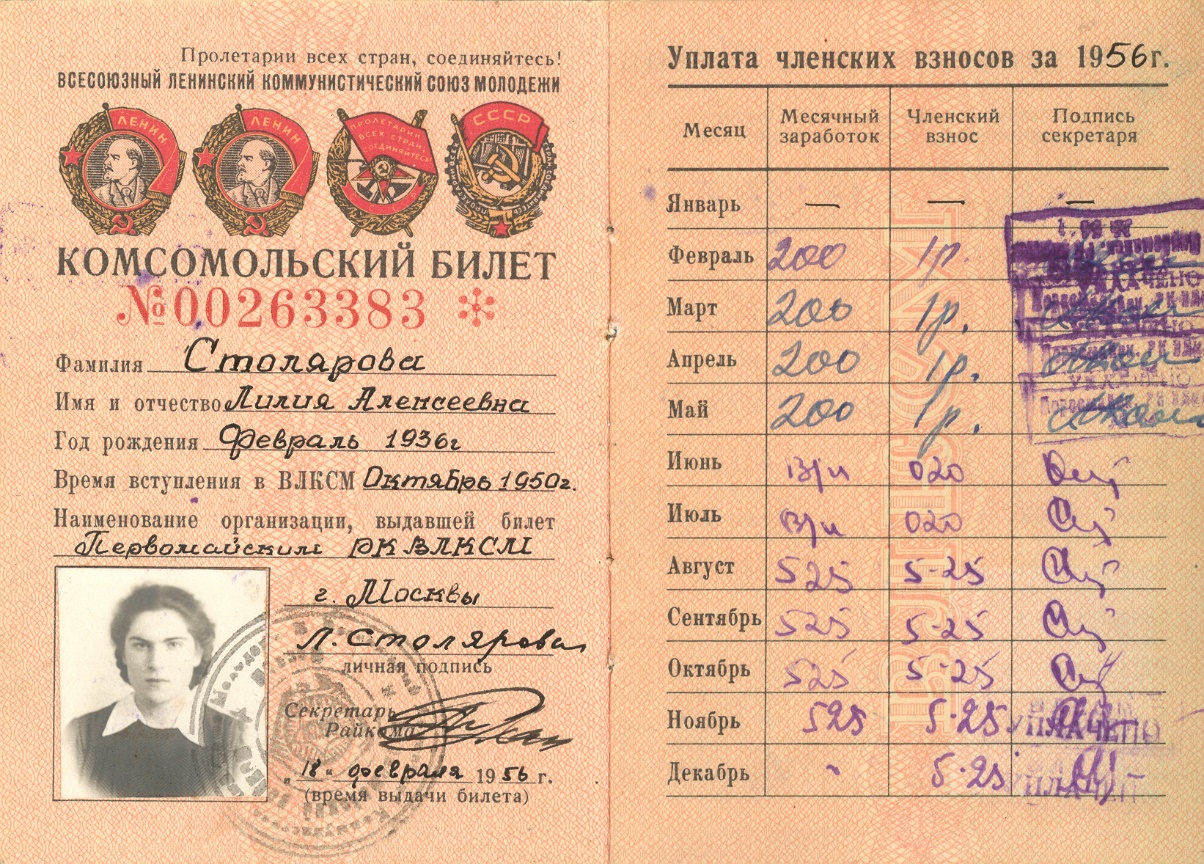 Пролетарии всех стран, соединяйтесь!
ВСЕСОЮЗНЫЙ ЛЕНИНСКИЙ КОММУНИСТИЧЕСКИЙ СОЮЗ МОЛОДЕЖИ
ЛЕНИН
ЛЕНИН
ПРОЛЕТАРИИ ВСЕХ СТРАН, СОЕДИНЯЙТЕСЬ
СССР
КОМСОМОЛЬСКИЙ БИЛЕТ
№00263383
Фамилия Столярова
Имя и отчество Лилия Алексеевна
Год рождения Февраль 1936г
Время вступления в ВЛКСМ Октябрь 1950г.
Наименование организации, выдавшей билет
Первомайским РК ВЛКСМ
г. Москвы
Л. Столярова
личная подпись
Секретарь
Райкома
"18" февраля 1956 г.
(время выдачи билета)
Уплата членских взносов за 1956г.
Месяц Месячный заработок Членский взнос Подпись секретаря
Январь — — —
Февраль 200 1р.
Март 200 1р.
Апрель 200 1р.
Май 200 1р.
Июнь в/и 020
Июль в/и 020
Август 525 5-25
Сентябрь 525 5-25
Октябрь 525 5-25
Ноябрь 525 5-25
Декабрь 5-25